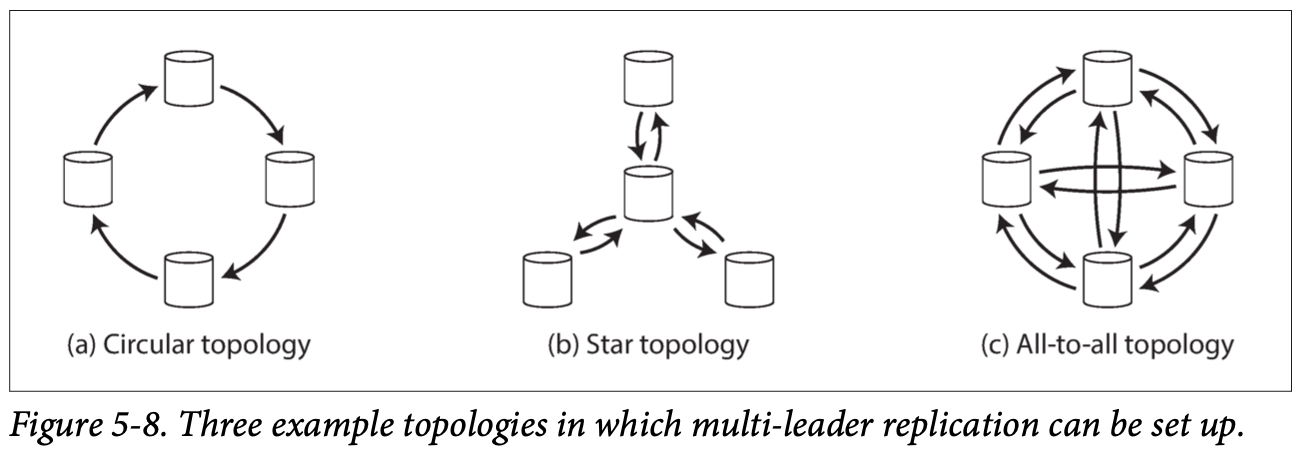 (a) Circular topology
(b) Star topology
(c) All-to-all topology
Figure 5-8. Three example topologies in which multi-leader replication can be set up.